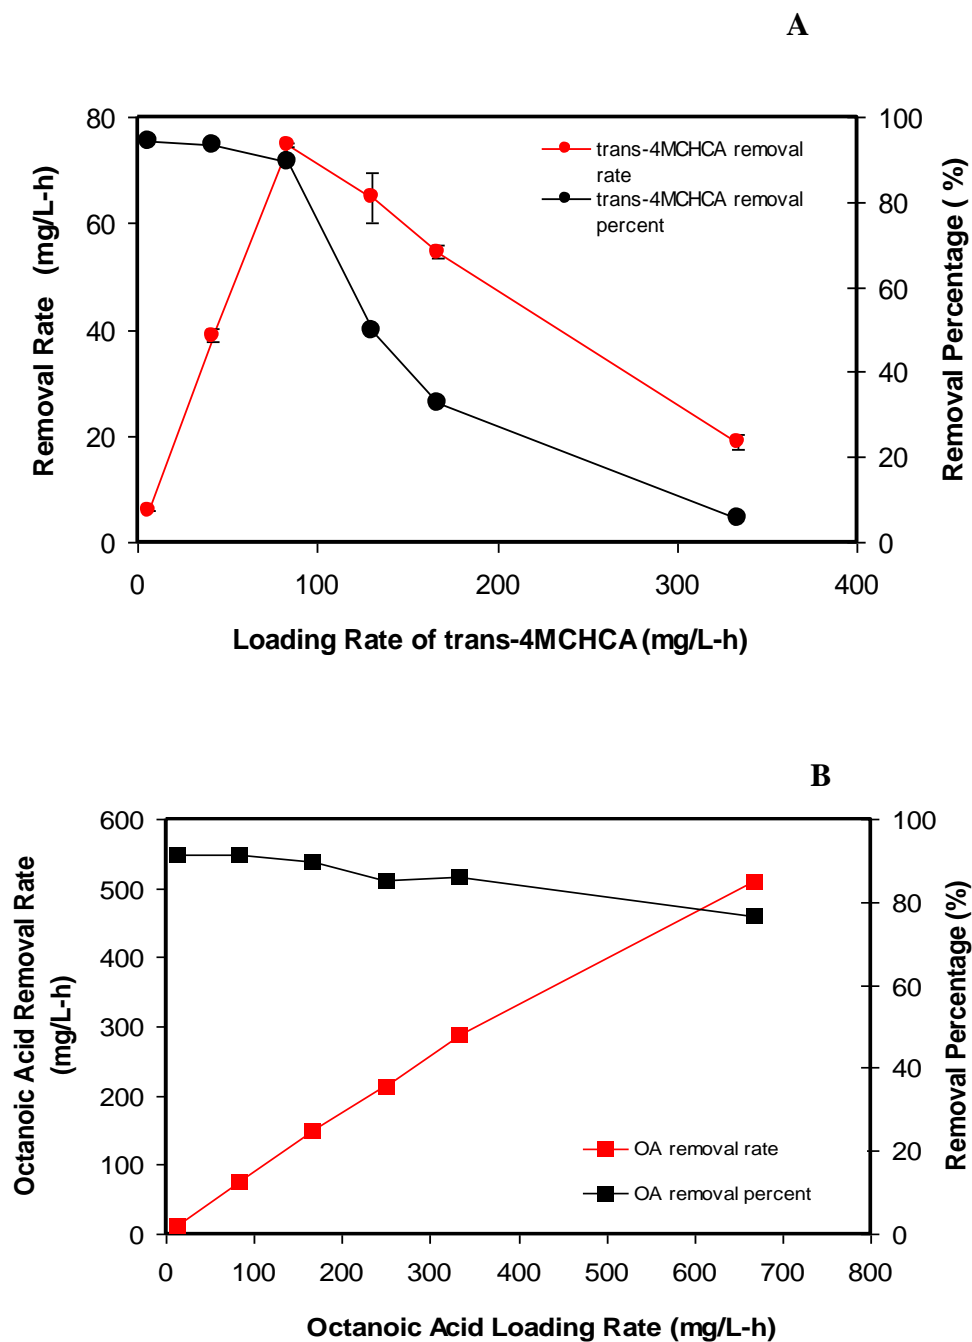 A
80
60
40
20
0
Removal Rate (mg/L-h)
100
80
60
40
20
0
Removal Percentage ( %)
trans-4MCHCA removal
rate
trans-4MCHCA removal
percent
0 100 200 300 400
Loading Rate of trans-4MCHCA (mg/L-h)
B
600
500
400
300
200
100
0
Octanoic Acid Removal Rate
(mg/L-h)
100
80
60
40
20
0
Removal Percentage (%)
OA removal rate
OA removal percent
0 100 200 300 400 500 600 700 800
Octanoic Acid Loading Rate (mg/L-h)